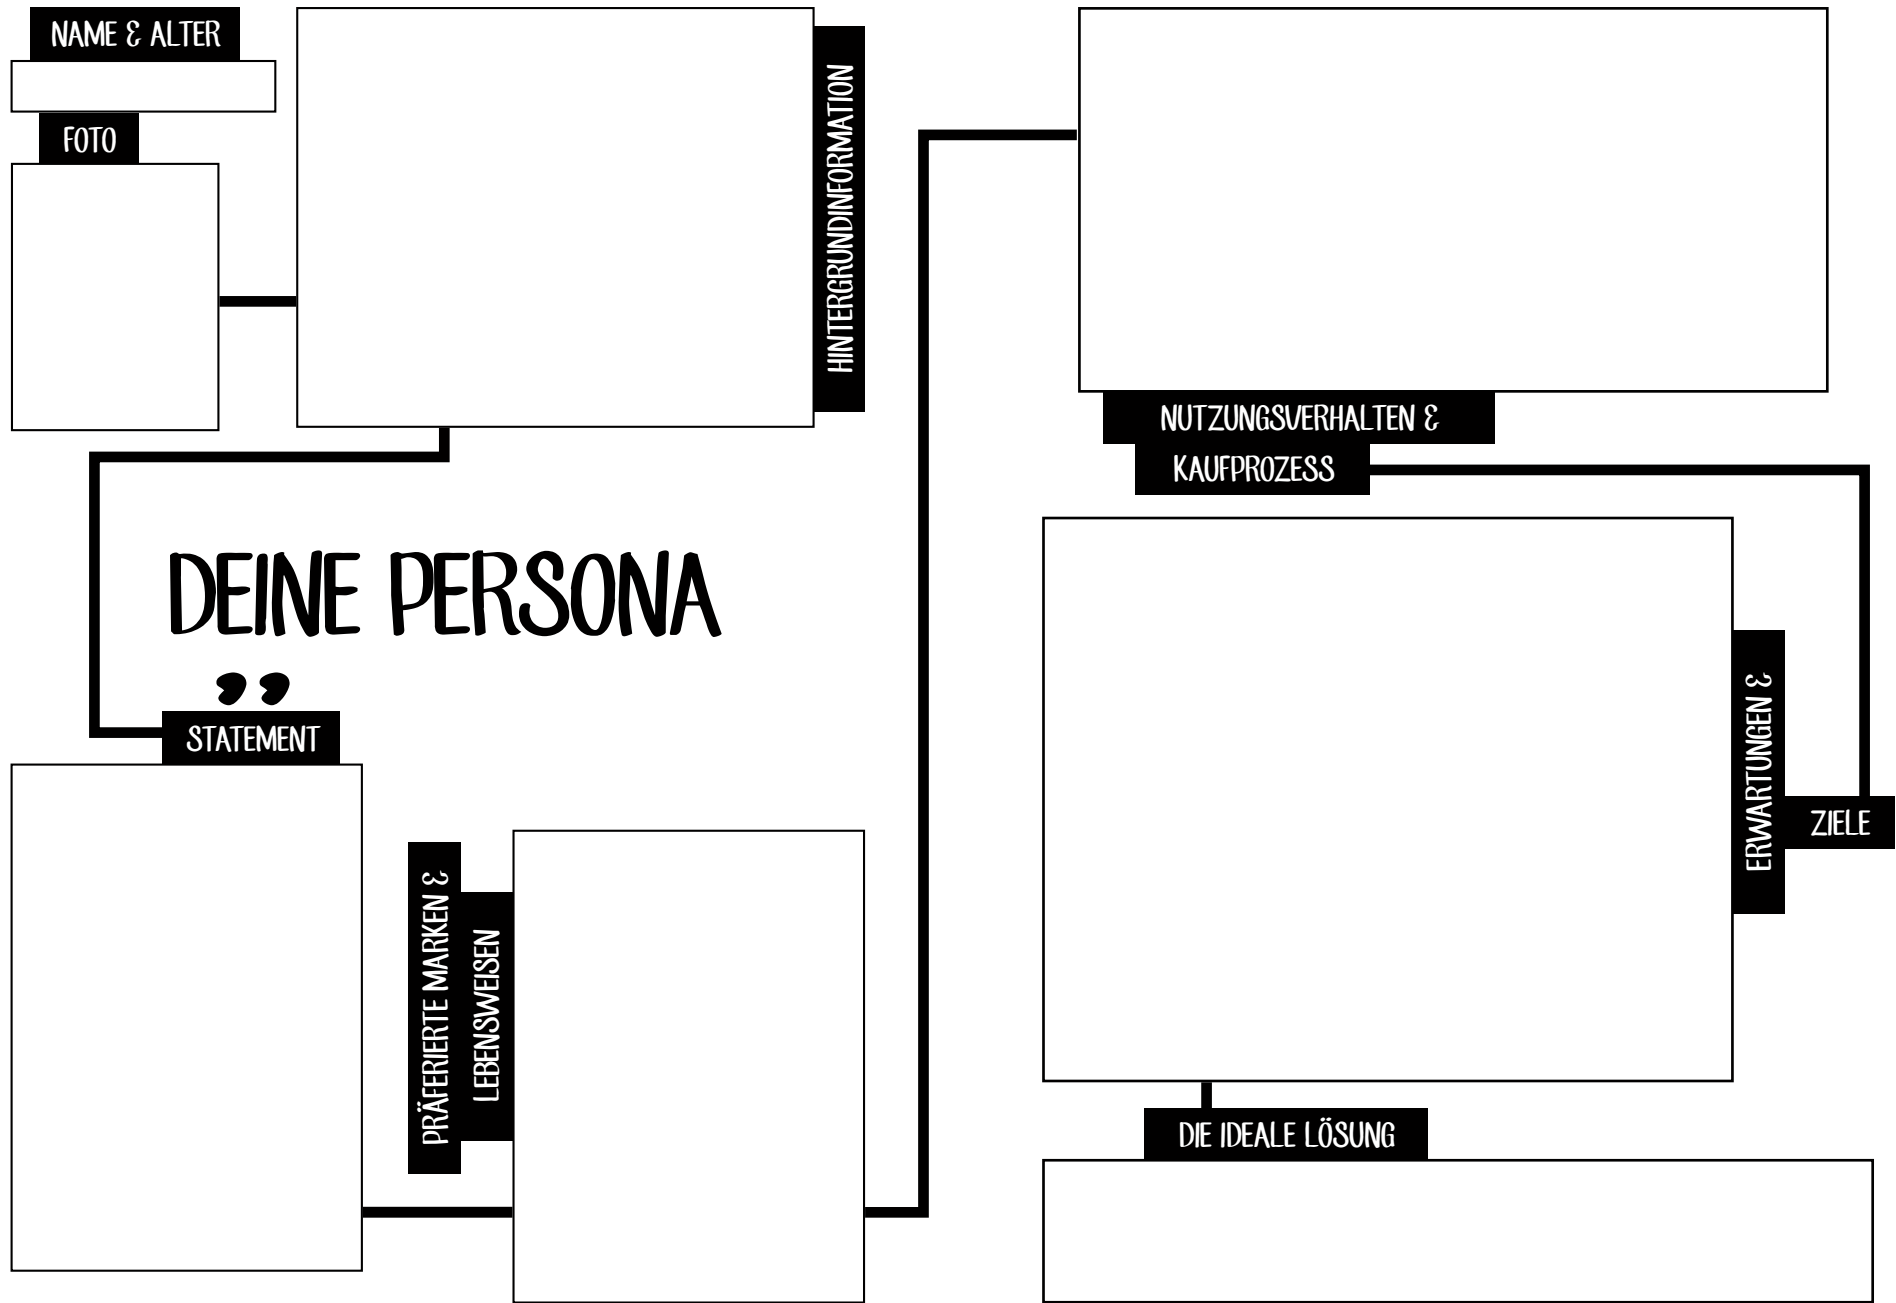 NAME & ALTER
FOTO
HINTERGRUNDINFORMATION
DEINE PERSONA
”
STATEMENT
PRÄFERIERTE MARKEN &
LEBENSWEISEN
NUTZUNGSVERHALTEN &
KAUFPROZESS
ERWARTUNGEN &
ZIELE
DIE IDEALE LÖSUNG